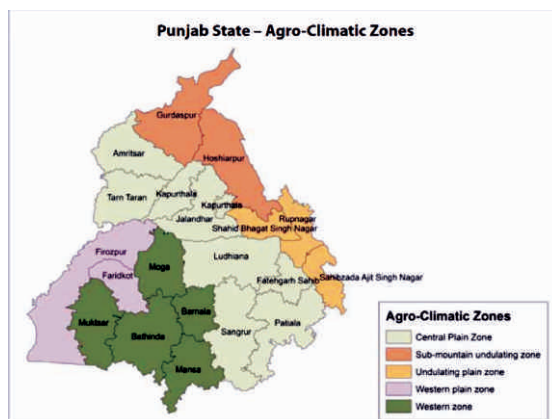 Punjab State – Agro-Climatic Zones
Gurdaspur
Hoshiarpur
Amritsar
Tarn Taran
Kapurthala
Kapurthala
Jalandhar
Rupnagar
Shahid Bhagat Singh Nagar
Firozpur
Moga
Ludhiana
Faridkot
Fatehgarh Sahib
Sahibzada Ajit Singh Nagar
Muktsar
Barnala
Bathinda
Sangrur
Patiala
Mansa
Agro-Climatic Zones
Central Plain Zone
Sub-mountain undulating zone
Undulating plain zone
Western plain zone
Western zone